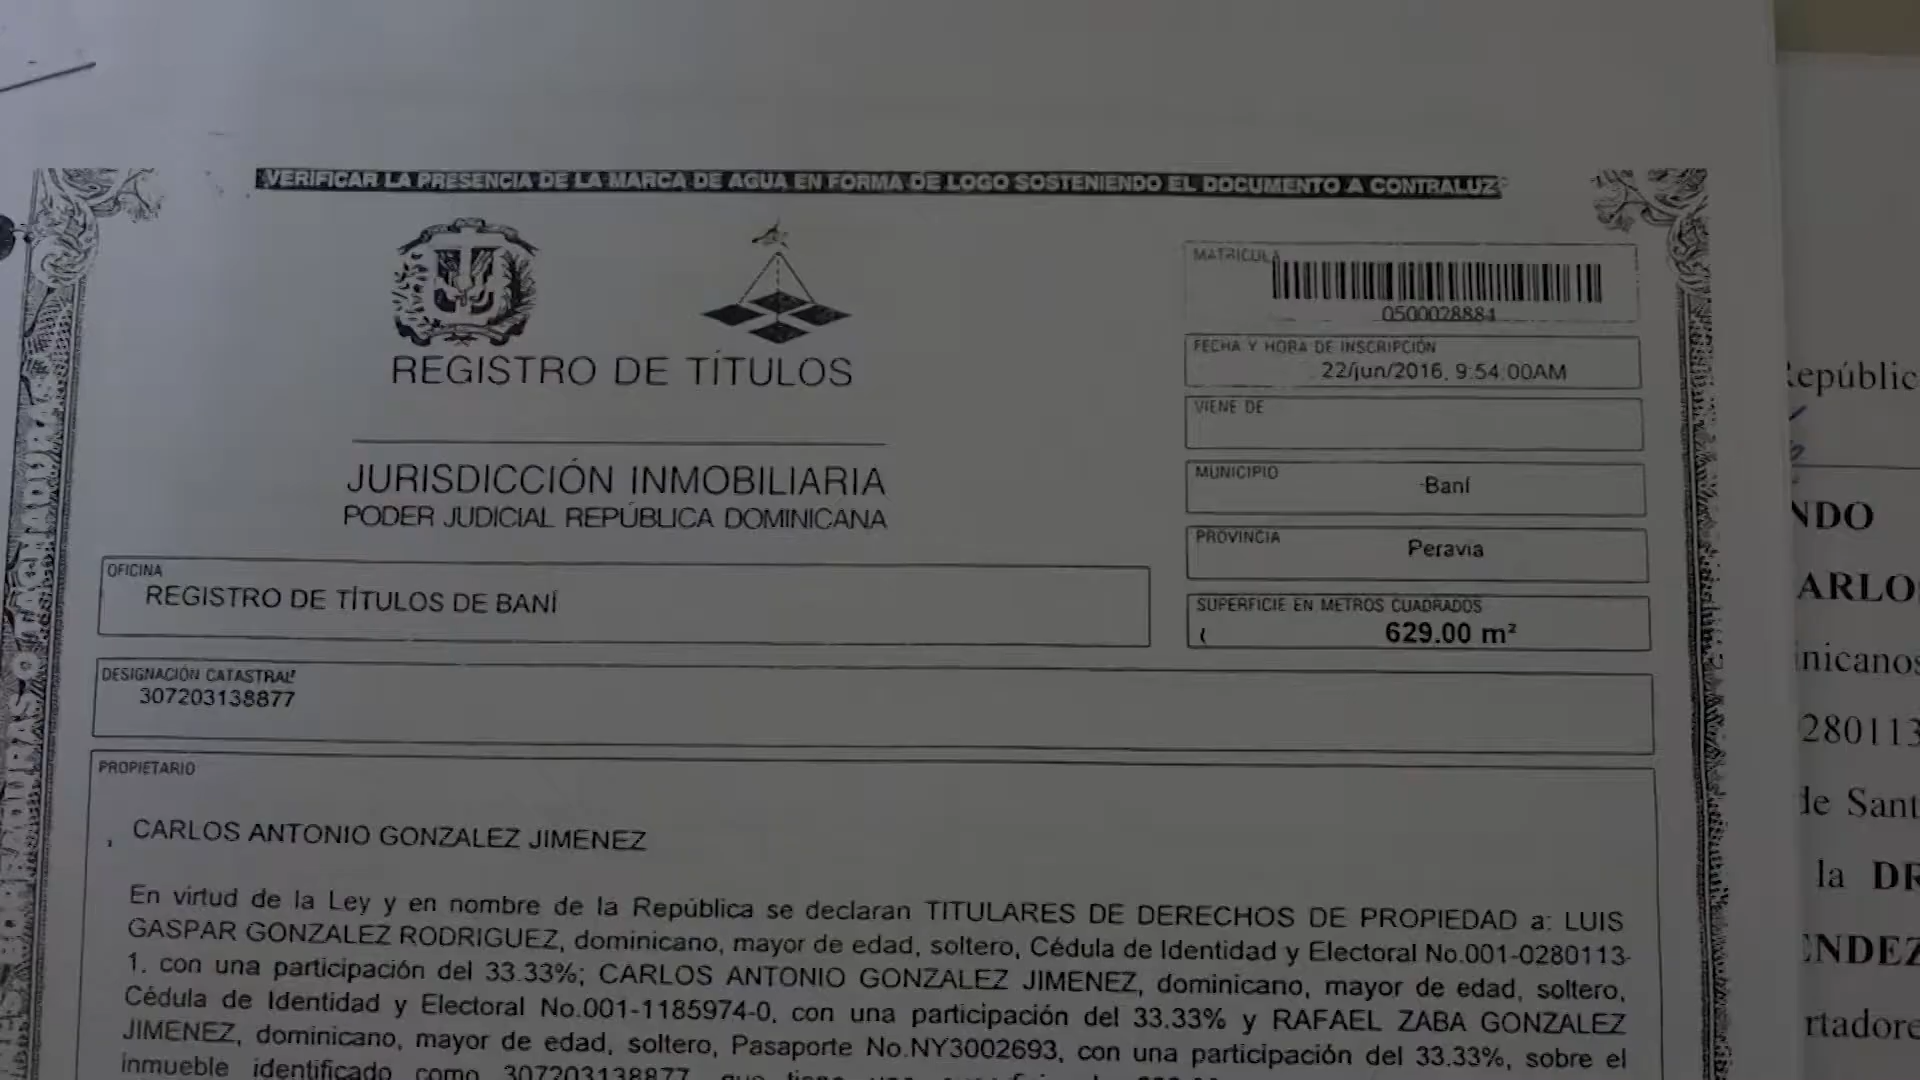 VERIFICAR LA PRESENCIA DE LA MARCA DE AGUA EN FORMA DE LOGO SOSTENIENDO EL DOCUMENTO A CONTRALUZ
REGISTRO DE TÍTULOS
JURISDICCIÓN INMOBILIARIA
PODER JUDICIAL REPÚBLICA DOMINICANA
MATRICULA
0500028881
FECHA Y HORA DE INSCRIPCIÓN
22/jun/2016, 9:54:00AM
VIENE DE
MUNICIPIO
Baní
PROVINCIA
Peravia
SUPERFICIE EN METROS CUADRADOS
629.00 m²
OFICINA
REGISTRO DE TÍTULOS DE BANÍ
DESIGNACIÓN CATASTRAL
307203138877
PROPIETARIO
CARLOS ANTONIO GONZALEZ JIMENEZ
En virtud de la Ley y en nombre de la República se declaran TITULARES DE DERECHOS DE PROPIEDAD a: LUIS
GASPAR GONZALEZ RODRIGUEZ, dominicano, mayor de edad, soltero, Cédula de Identidad y Electoral No.001-0280113-
1, con una participación del 33.33%; CARLOS ANTONIO GONZALEZ JIMENEZ, dominicano, mayor de edad, soltero,
Cédula de Identidad y Electoral No.001-1185974-0, con una participación del 33.33% y RAFAEL ZABA GONZALEZ
JIMENEZ, dominicano, mayor de edad, soltero, Pasaporte No.NY3002693, con una participación del 33.33%, sobre el
inmueble identificado como 307203138877
epúblic
NDO
ARLO
inicanos
280113
de Sant
la DR
ENDEZ
rtadore